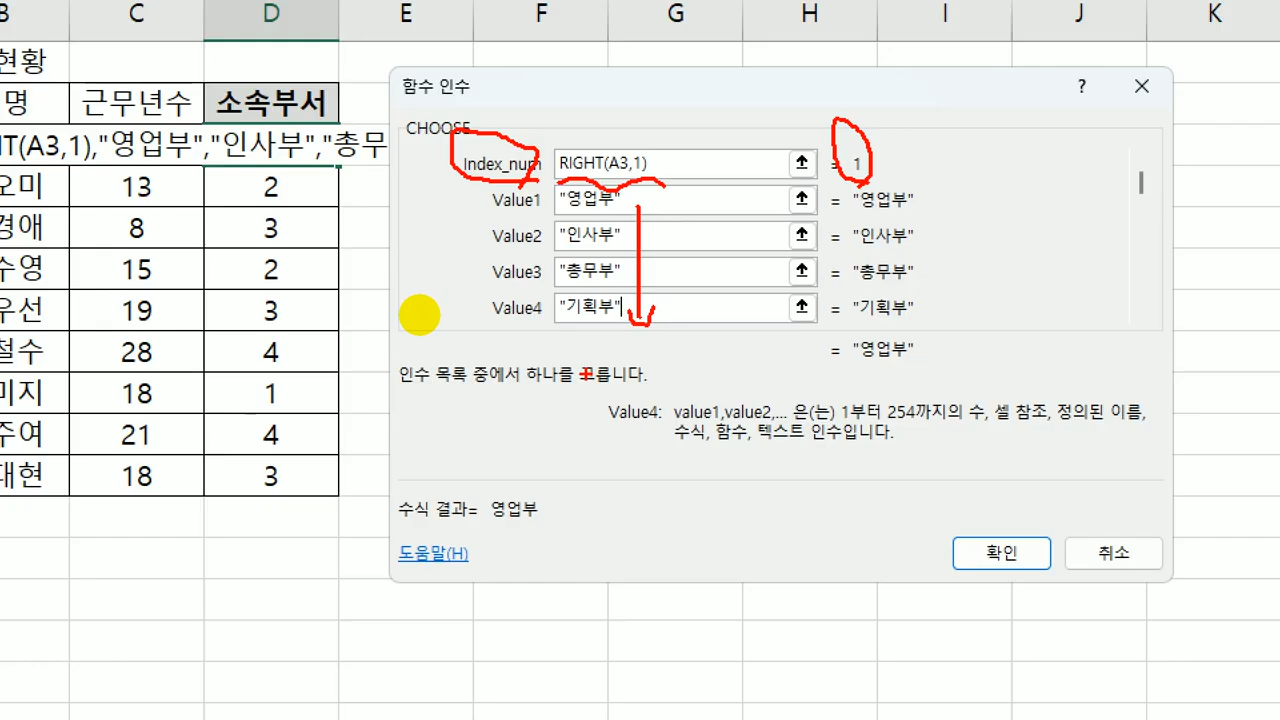 B C D E F G H I J K
현황
명 근무년수 소속부서
HT(A3,1),"영업부","인사부","총무
오미 13 2
경애 8 3
수영 15 2
우선 19 3
철수 28 4
미지 18 1
주여 21 4
대현 18 3
함수 인수 ?
CHOOSE
Index_num RIGHT(A3,1) = 1
Value1 "영업부" = "영업부"
Value2 "인사부" = "인사부"
Value3 "총무부" = "총무부"
Value4 "기획부" = "기획부"
= "영업부"
인수 목록 중에서 하나를 고릅니다.
Value4: value1,value2,... 은(는) 1부터 254까지의 수, 셀 참조, 정의된 이름,
수식, 함수, 텍스트 인수입니다.
수식 결과= 영업부
도움말(H) 확인 취소